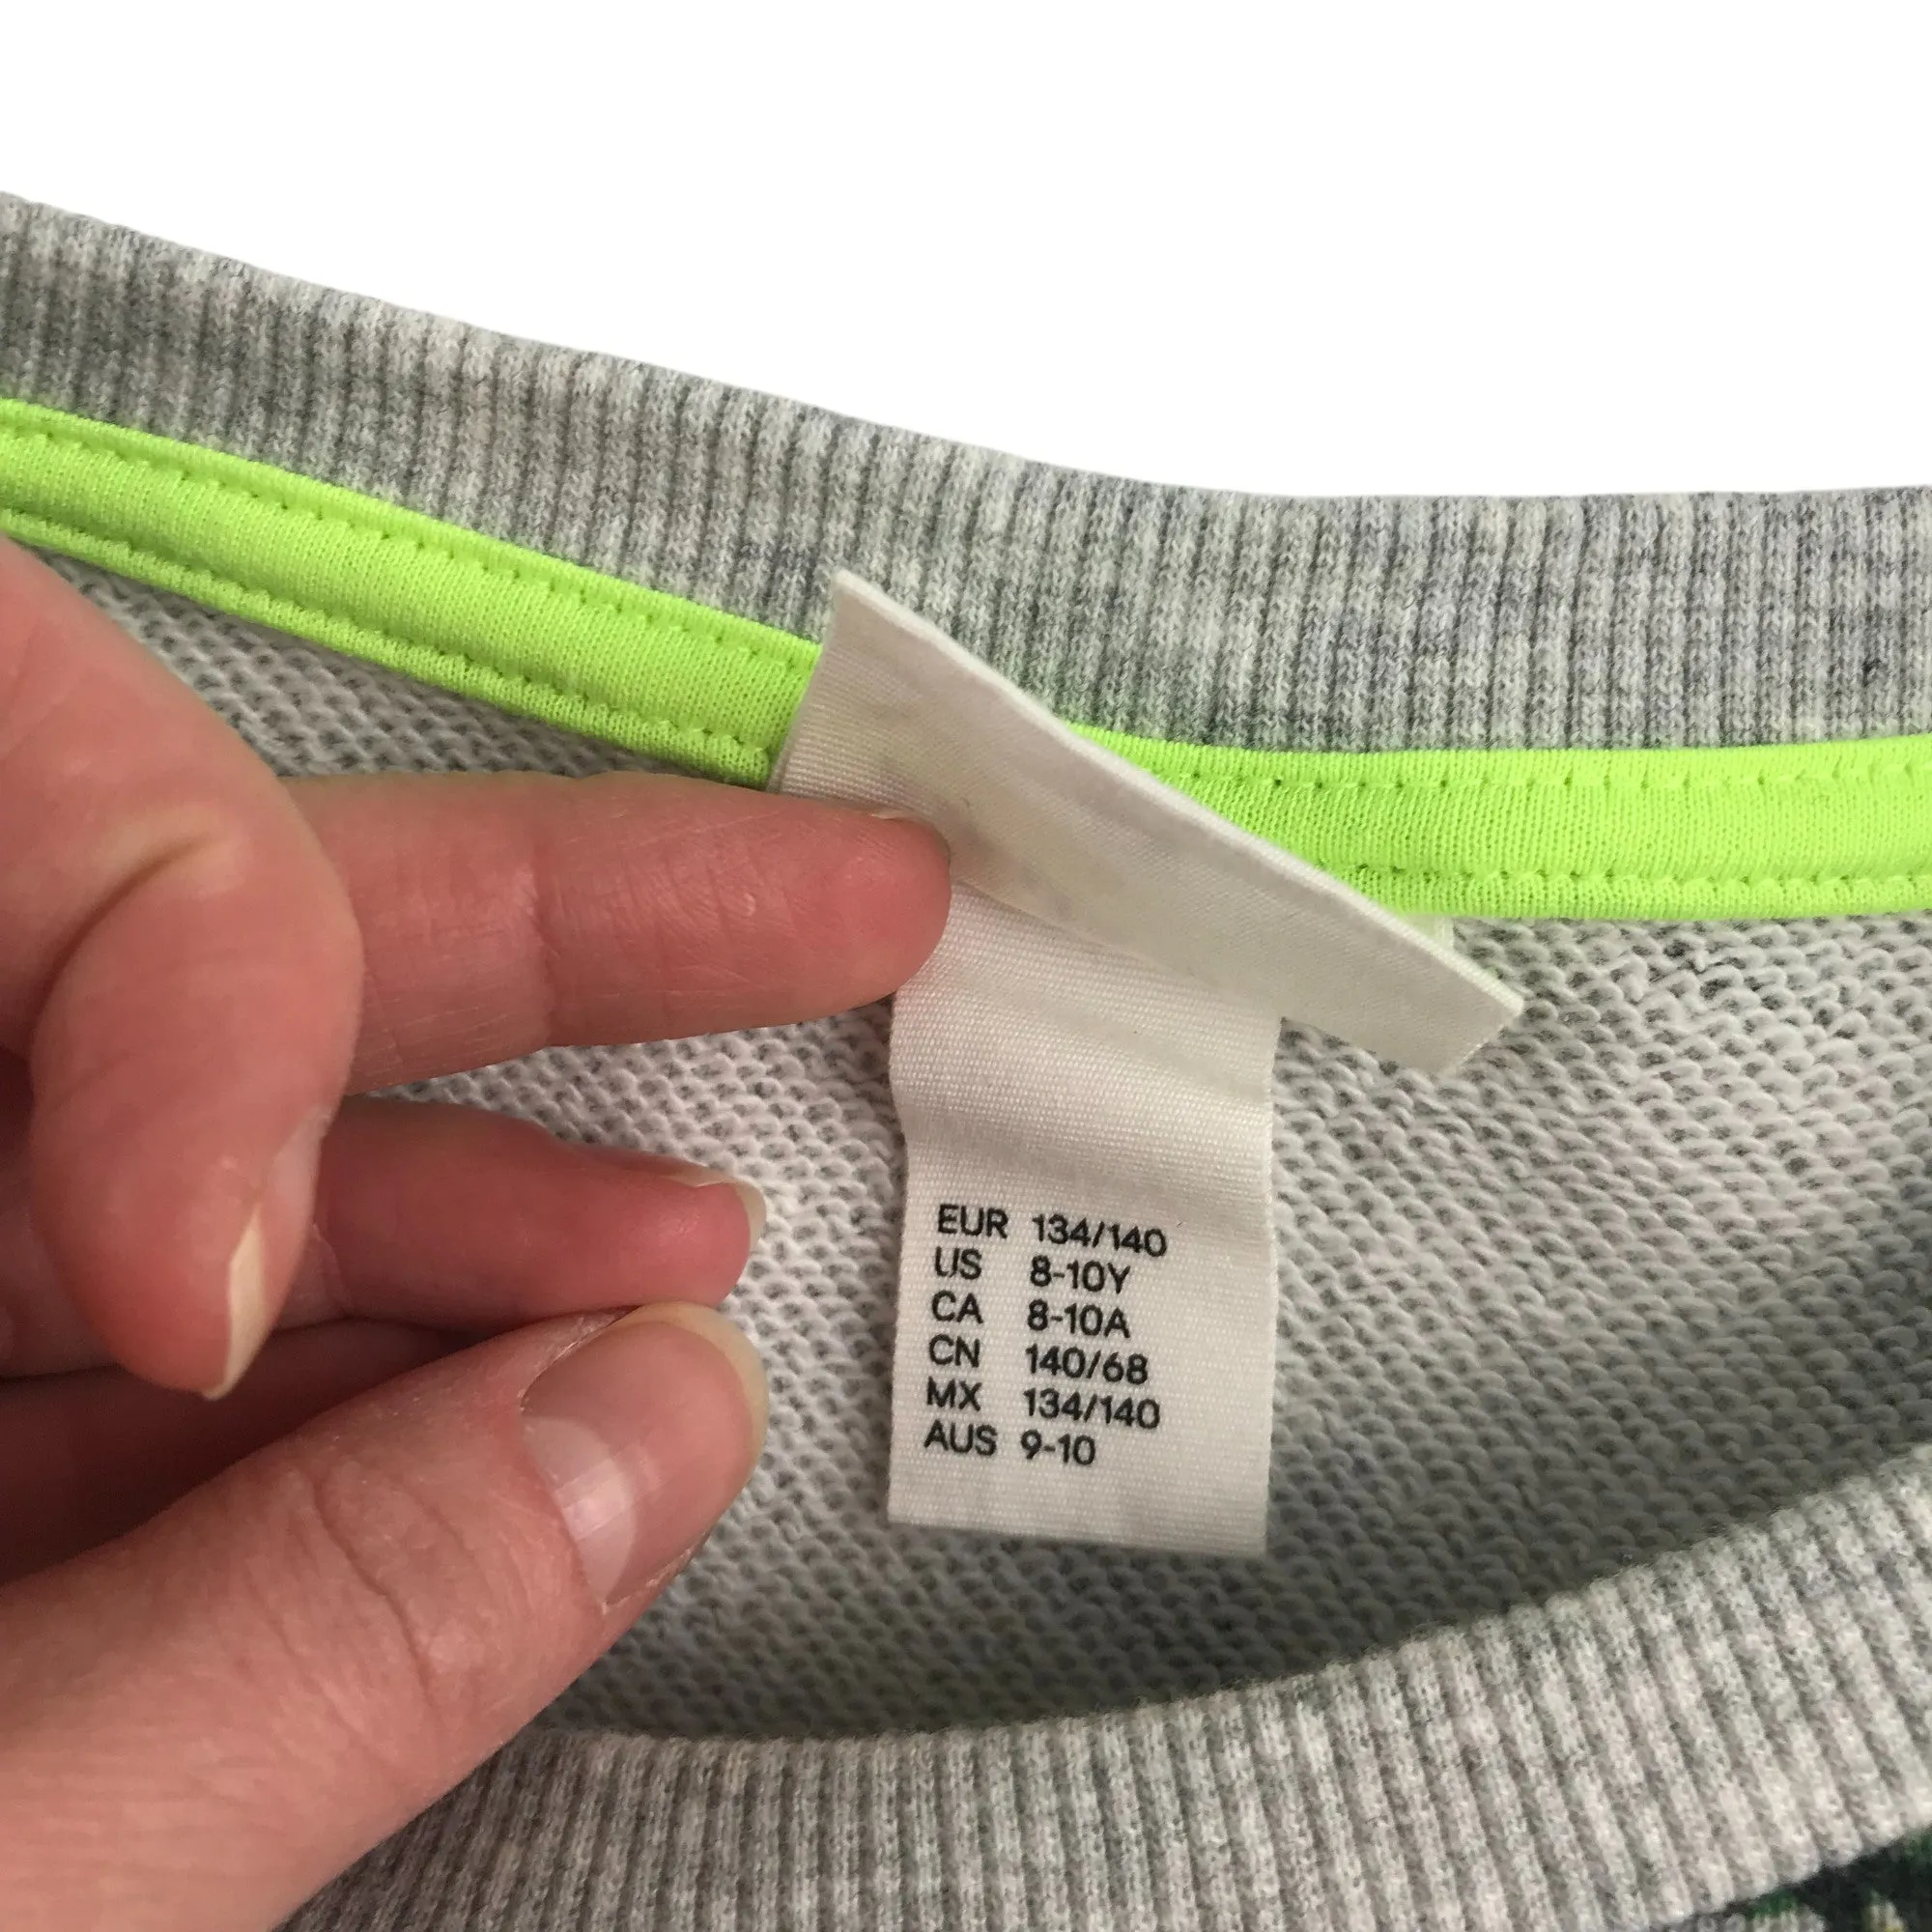 EUR 134/140
US 8-10Y
CA 8-10A
CN 140/68
MX 134/140
AUS 9-10